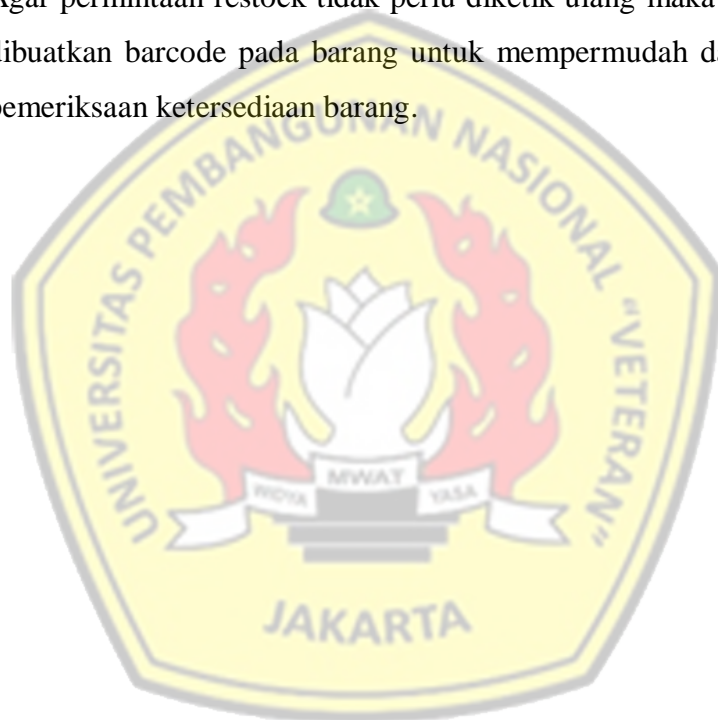 Agar permintaan restock tidak perlu diketik ulang maka
dibuatkan barcode pada barang untuk mempermudah
pemeriksaan ketersediaan barang.
UNIVERSITAS PEMBANGUNAN NASIONAL "VETERAN"
WIDYA MWAT YASA
JAKARTA